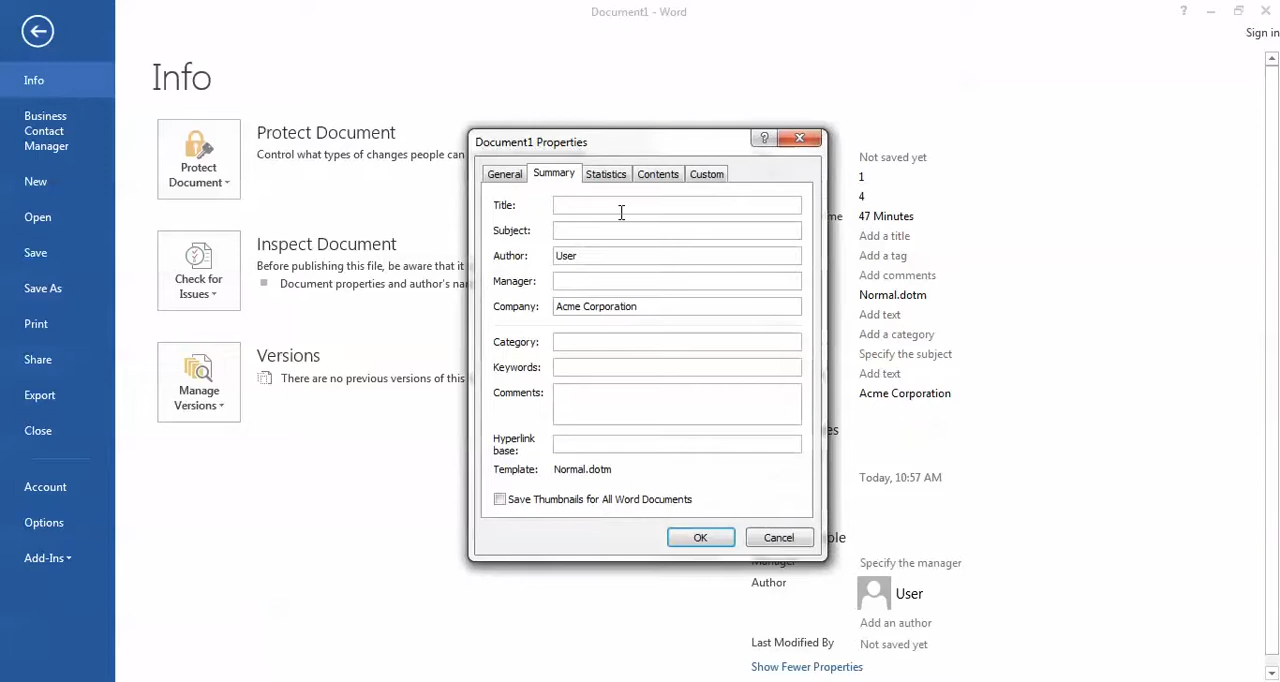 Document1 - Word
?
Sign in
Info
Business
Contact
Manager
New
Open
Save
Save As
Print
Share
Export
Close
Account
Options
Add-Ins
Info
Protect
Document
Protect Document
Control what types of changes people can
Check for
Issues
Inspect Document
Before publishing this file, be aware that it
Document properties and author's
Manage
Versions
Versions
There are no previous versions of this
Document1 Properties
?
General
Summary
Statistics
Contents
Custom
Title:
Subject:
Author: User
Manager:
Company: Acme Corporation
Category:
Keywords:
Comments:
Hyperlink
base:
Template: Normal.dotm
Save Thumbnails for All Word Documents
OK
Cancel
Not saved yet
1
4
47 Minutes
Add a title
Add a tag
Add comments
Normal.dotm
Add text
Add a category
Specify the subject
Add text
Acme Corporation
Today, 10:57 AM
Manager
Specify the manager
Author
User
Add an author
Last Modified By
Not saved yet
Show Fewer Properties